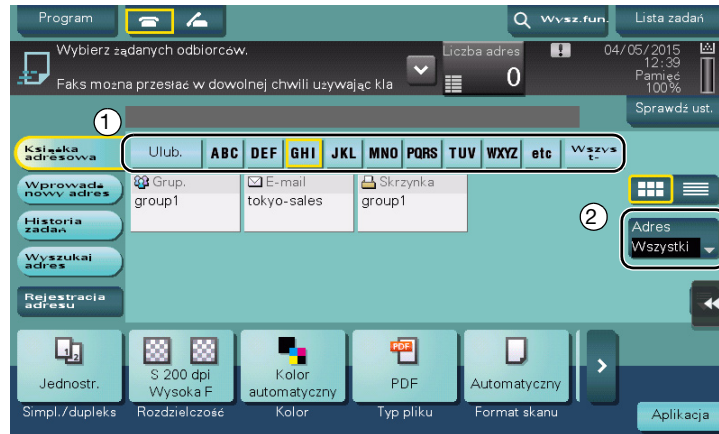 Program
Wysz.fun.
Lista zadań
Wybierz żądanych odbiorców.
Faks można przesłać w dowolnej chwili używając kla
Liczba adres
0
04/05/2015
12:39
Pamięć
100%
Sprawdź ust.
1
Książka
adresowa
Ulub.
ABC
DEF
GHI
JKL
MNO
PQRS
TUV
WXYZ
etc
Wszys
t-
Wprowadź
nowy adres
Historia
zadań
Wyszukaj
adres
Rejestracja
adresu
Grup.
group1
E-mail
tokyo-sales
Skrzynka
group1
2
Adres
Wszystki
Jednostr.
S 200 dpi
Wysoka F
Kolor
automatyczny
PDF
PDF
Automatyczny
Simpl./dupleks
Rozdzielczość
Kolor
Typ pliku
Format skanu
Aplikacja